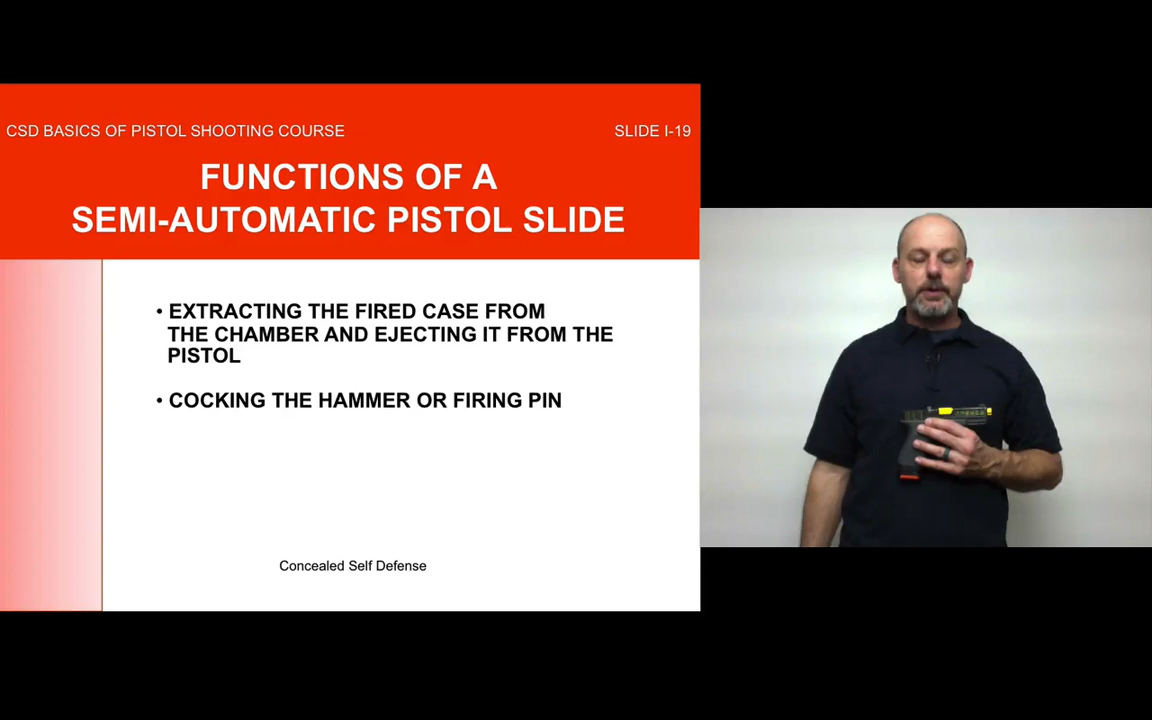 CSD BASICS OF PISTOL SHOOTING COURSE
SLIDE I-19
FUNCTIONS OF A
SEMI-AUTOMATIC PISTOL SLIDE
• EXTRACTING THE FIRED CASE FROM
THE CHAMBER AND EJECTING IT FROM THE
PISTOL
• COCKING THE HAMMER OR FIRING PIN
Concealed Self Defense